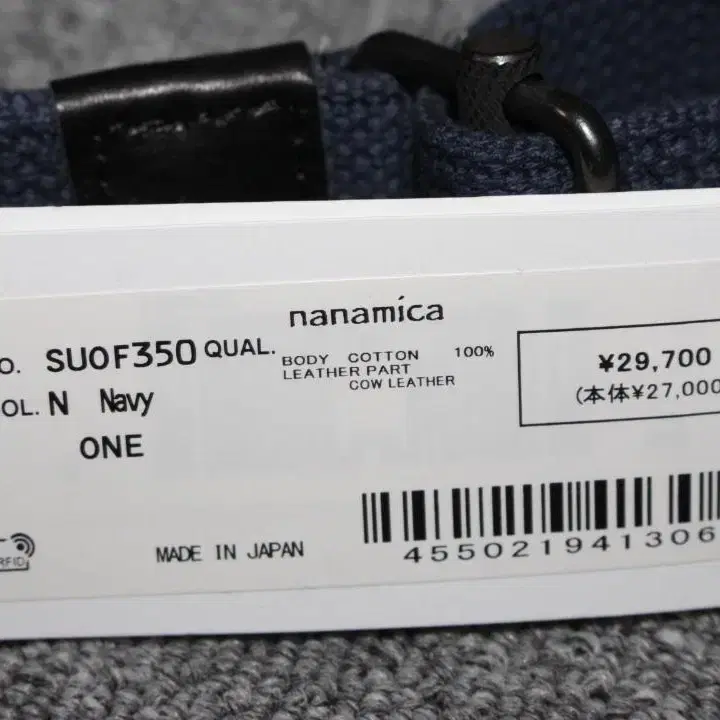 nanamica
O. SUOF350 QUAL. BODY COTTON 100%
LEATHER PART
COW LEATHER
OL. N Navy
ONE
¥29,700
(本体¥27,000
RFID
MADE IN JAPAN
455021941306